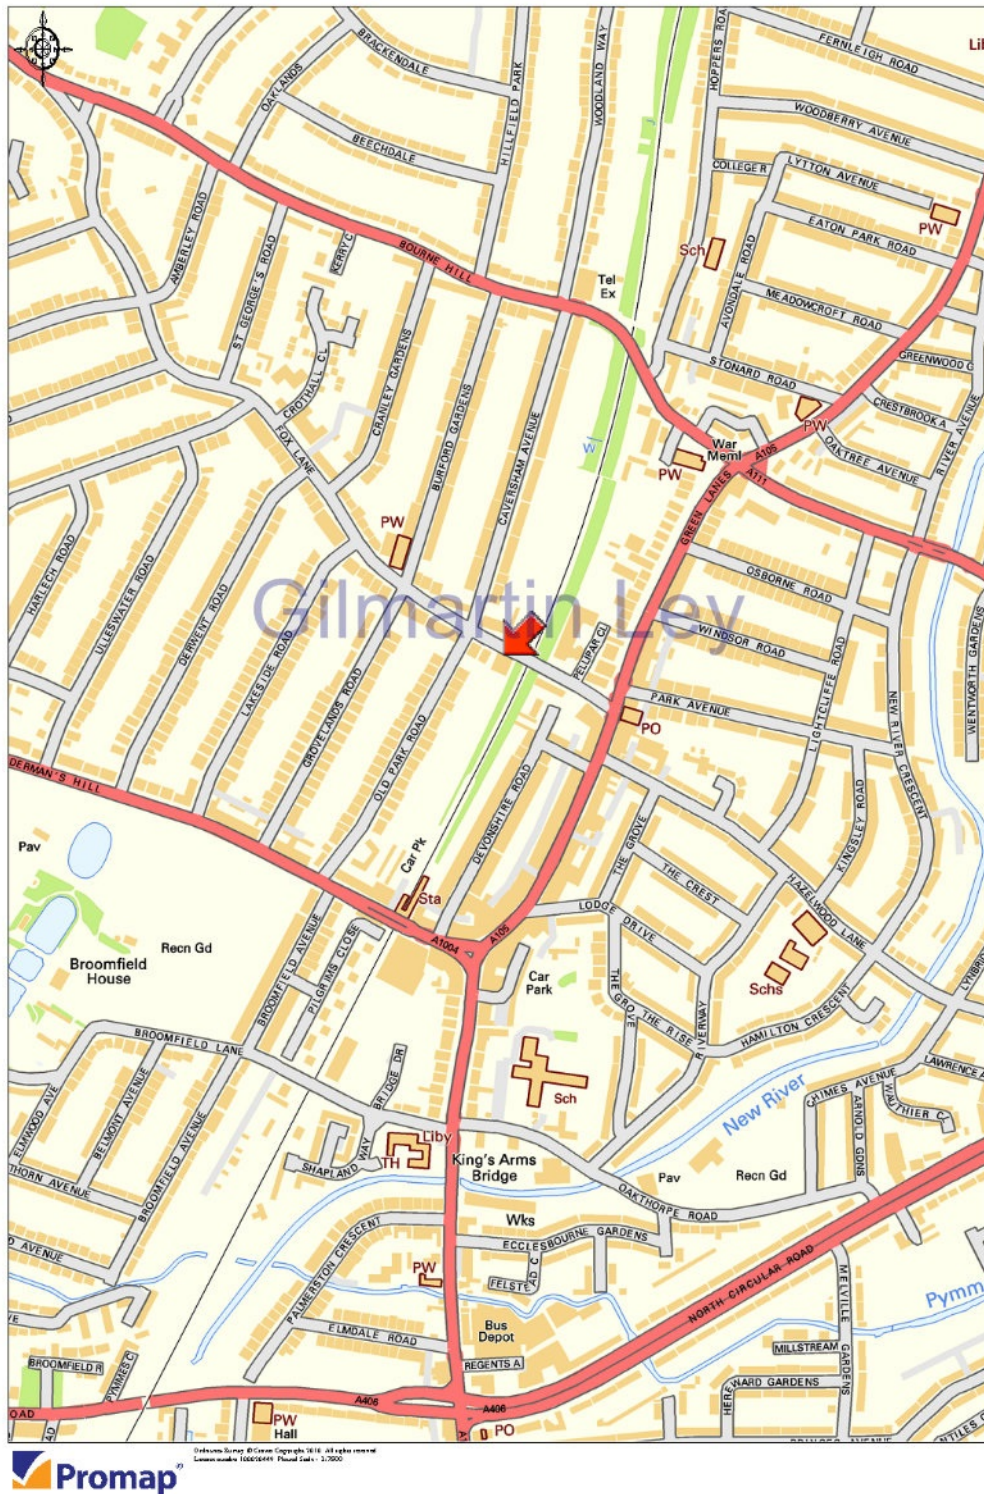 BRACKENDALE
OAKLANDS
BEECHDALE
HILLFIELD PARK
WOODLAND WAY
HOPPERS ROAD
FERNLEIGH ROAD
WOODBERRY AVENUE
COLLEGE R
LYTTON AVENUE
PW
EATON PARK ROAD
Sch
AVONDALE ROAD
MEADOWCROFT ROAD
GREENWOOD G
STONARD ROAD
CRESTBROOK A
RIVER AVENUE
OAKTREE AVENUE
PW
AMBERLEY ROAD
ST GEORGE'S ROAD
KERRY C
BOURNE HILL
Tel
Ex
CROTHALL CL
CRANLEY GARDENS
BURFORD GARDENS
CAVERSHAM AVENUE
FOX LANE
W
War
Meml
PW
A105
A111
GREEN LANES
PW
HARLECH ROAD
ULLESWATER ROAD
DERWENT ROAD
LAKESIDE ROAD
GROVELANDS ROAD
OLD PARK ROAD
Gilmartin Ley
OSBORNE ROAD
WINDSOR ROAD
PELLIPAR CL
PARK AVENUE
PO
LIGHTCLIFFE ROAD
NEW RIVER CRESCENT
WENTWORTH GARDENS
KINGSLEY ROAD
DERMAN'S HILL
DEVONSHIRE ROAD
Pav
Car Pk
Sta
THE GROVE
THE CREST
HAZELWOOD LANE
LODGE DRIVE
A1004
A105
Recn Gd
Broomfield
House
BROOMFIELD AVENUE
PILGRIMS CLOSE
Car
Park
THE GROVE
THE RISE
RIVERWAY
Schs
HAMILTON CRESCENT
LYNBRI
BROOMFIELD LANE
BRIDGE DR
Sch
New River
CHIMES AVENUE
LAWRENCE A
WAUTHIER C
ARNOLD GDNS
ELMWOOD AVE
BELMONT AVENUE
BROOMFIELD AVENUE
THORN AVENUE
D AVENUE
SHAPLAND WAY
Liby
TH
King's Arms
Bridge
Pav
Recn Gd
OAKTHORPE ROAD
Wks
ECCLESBOURNE GARDENS
FELSTEAD C
PALMERSTON CRESCENT
PW
NORTH CIRCULAR ROAD
Pymm
ELMDALE ROAD
Bus
Depot
REGENTS A
MELVILLE GARDENS
MILLSTREAM
HEREWARD GARDENS
BROOMFIELD R
PYMMES C
OAD
A406
A406
PW
Hall
PO
Promap